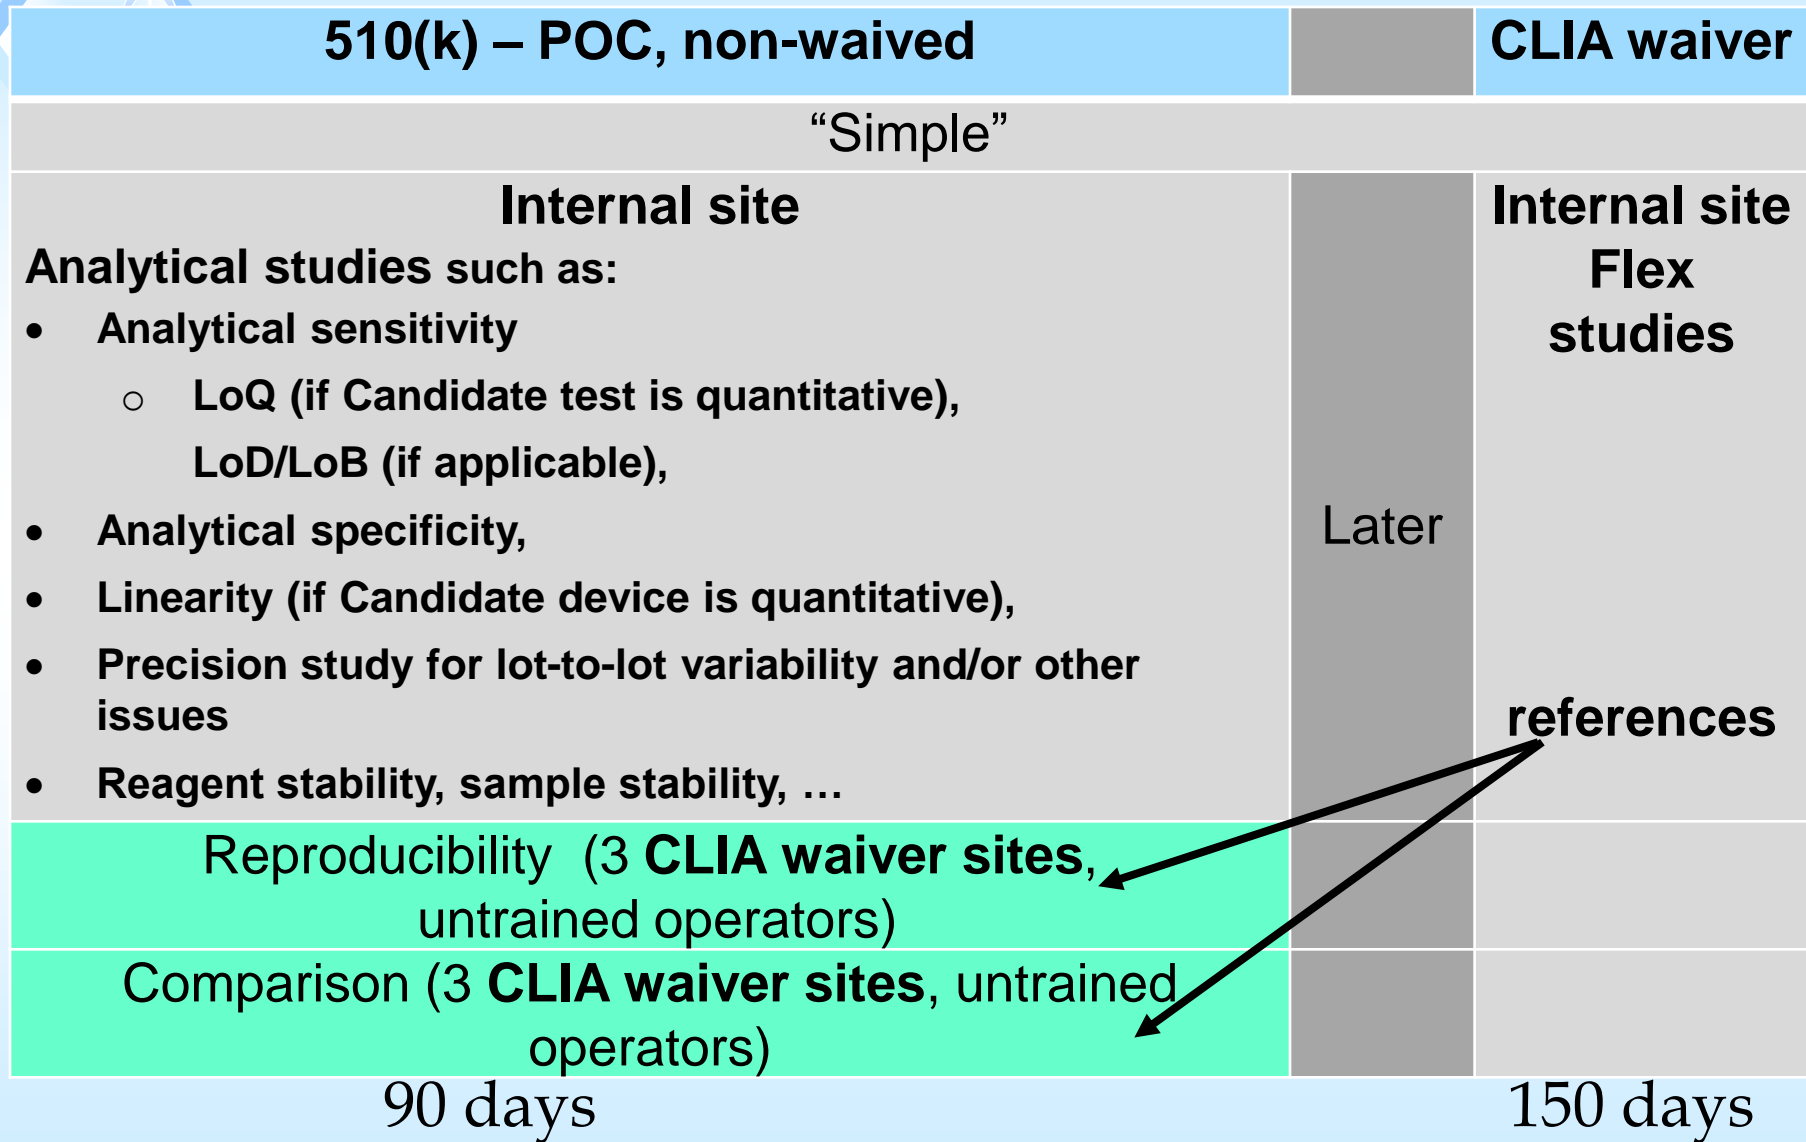 510(k) – POC, non-waived
CLIA waiver
“Simple”
Internal site
Analytical studies such as:
• Analytical sensitivity
○ LoQ (if Candidate test is quantitative),
LoD/LoB (if applicable),
• Analytical specificity,
• Linearity (if Candidate device is quantitative),
• Precision study for lot-to-lot variability and/or other
issues
• Reagent stability, sample stability, …
Later
Internal site
Flex
studies
references
Reproducibility (3 CLIA waiver sites,
untrained operators)
Comparison (3 CLIA waiver sites, untrained
operators)
90 days
150 days